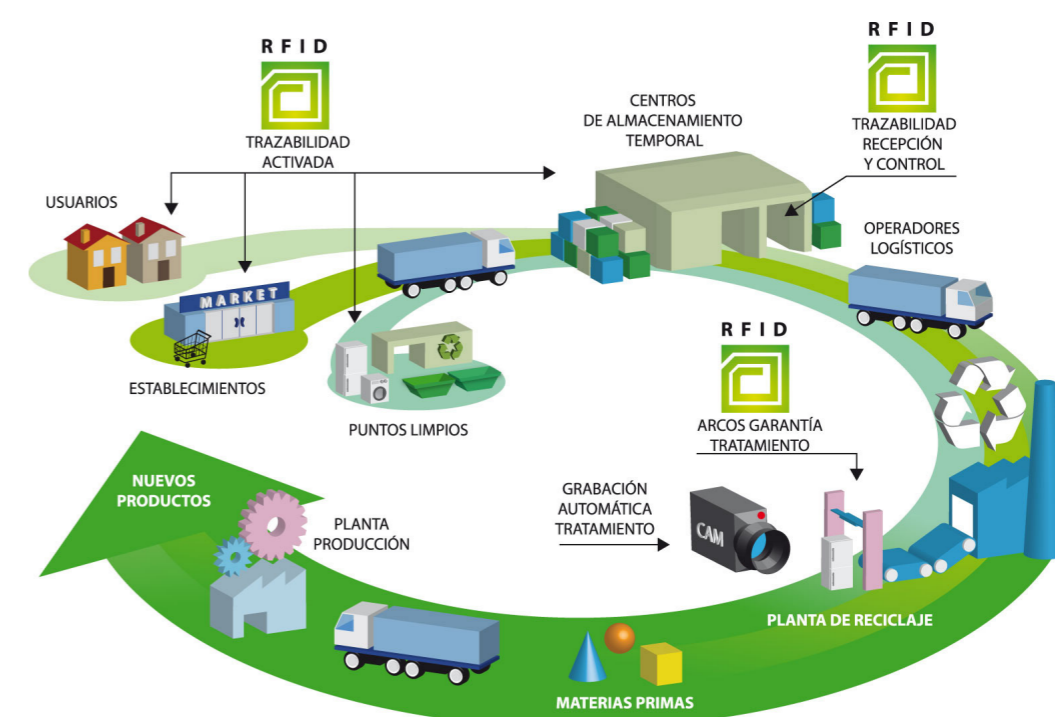 RFID
TRAZABILIDAD
ACTIVADA
CENTROS
DE ALMACENAMIENTO
TEMPORAL
RFID
TRAZABILIDAD
RECEPCIÓN
Y CONTROL
USUARIOS
OPERADORES
LOGÍSTICOS
MARKET
ESTABLECIMIENTOS
PUNTOS LIMPIOS
RFID
ARCOS GARANTÍA
TRATAMIENTO
NUEVOS
PRODUCTOS
PLANTA
PRODUCCIÓN
GRABACIÓN
AUTOMÁTICA
TRATAMIENTO
CAM
PLANTA DE RECICLAJE
MATERIAS PRIMAS